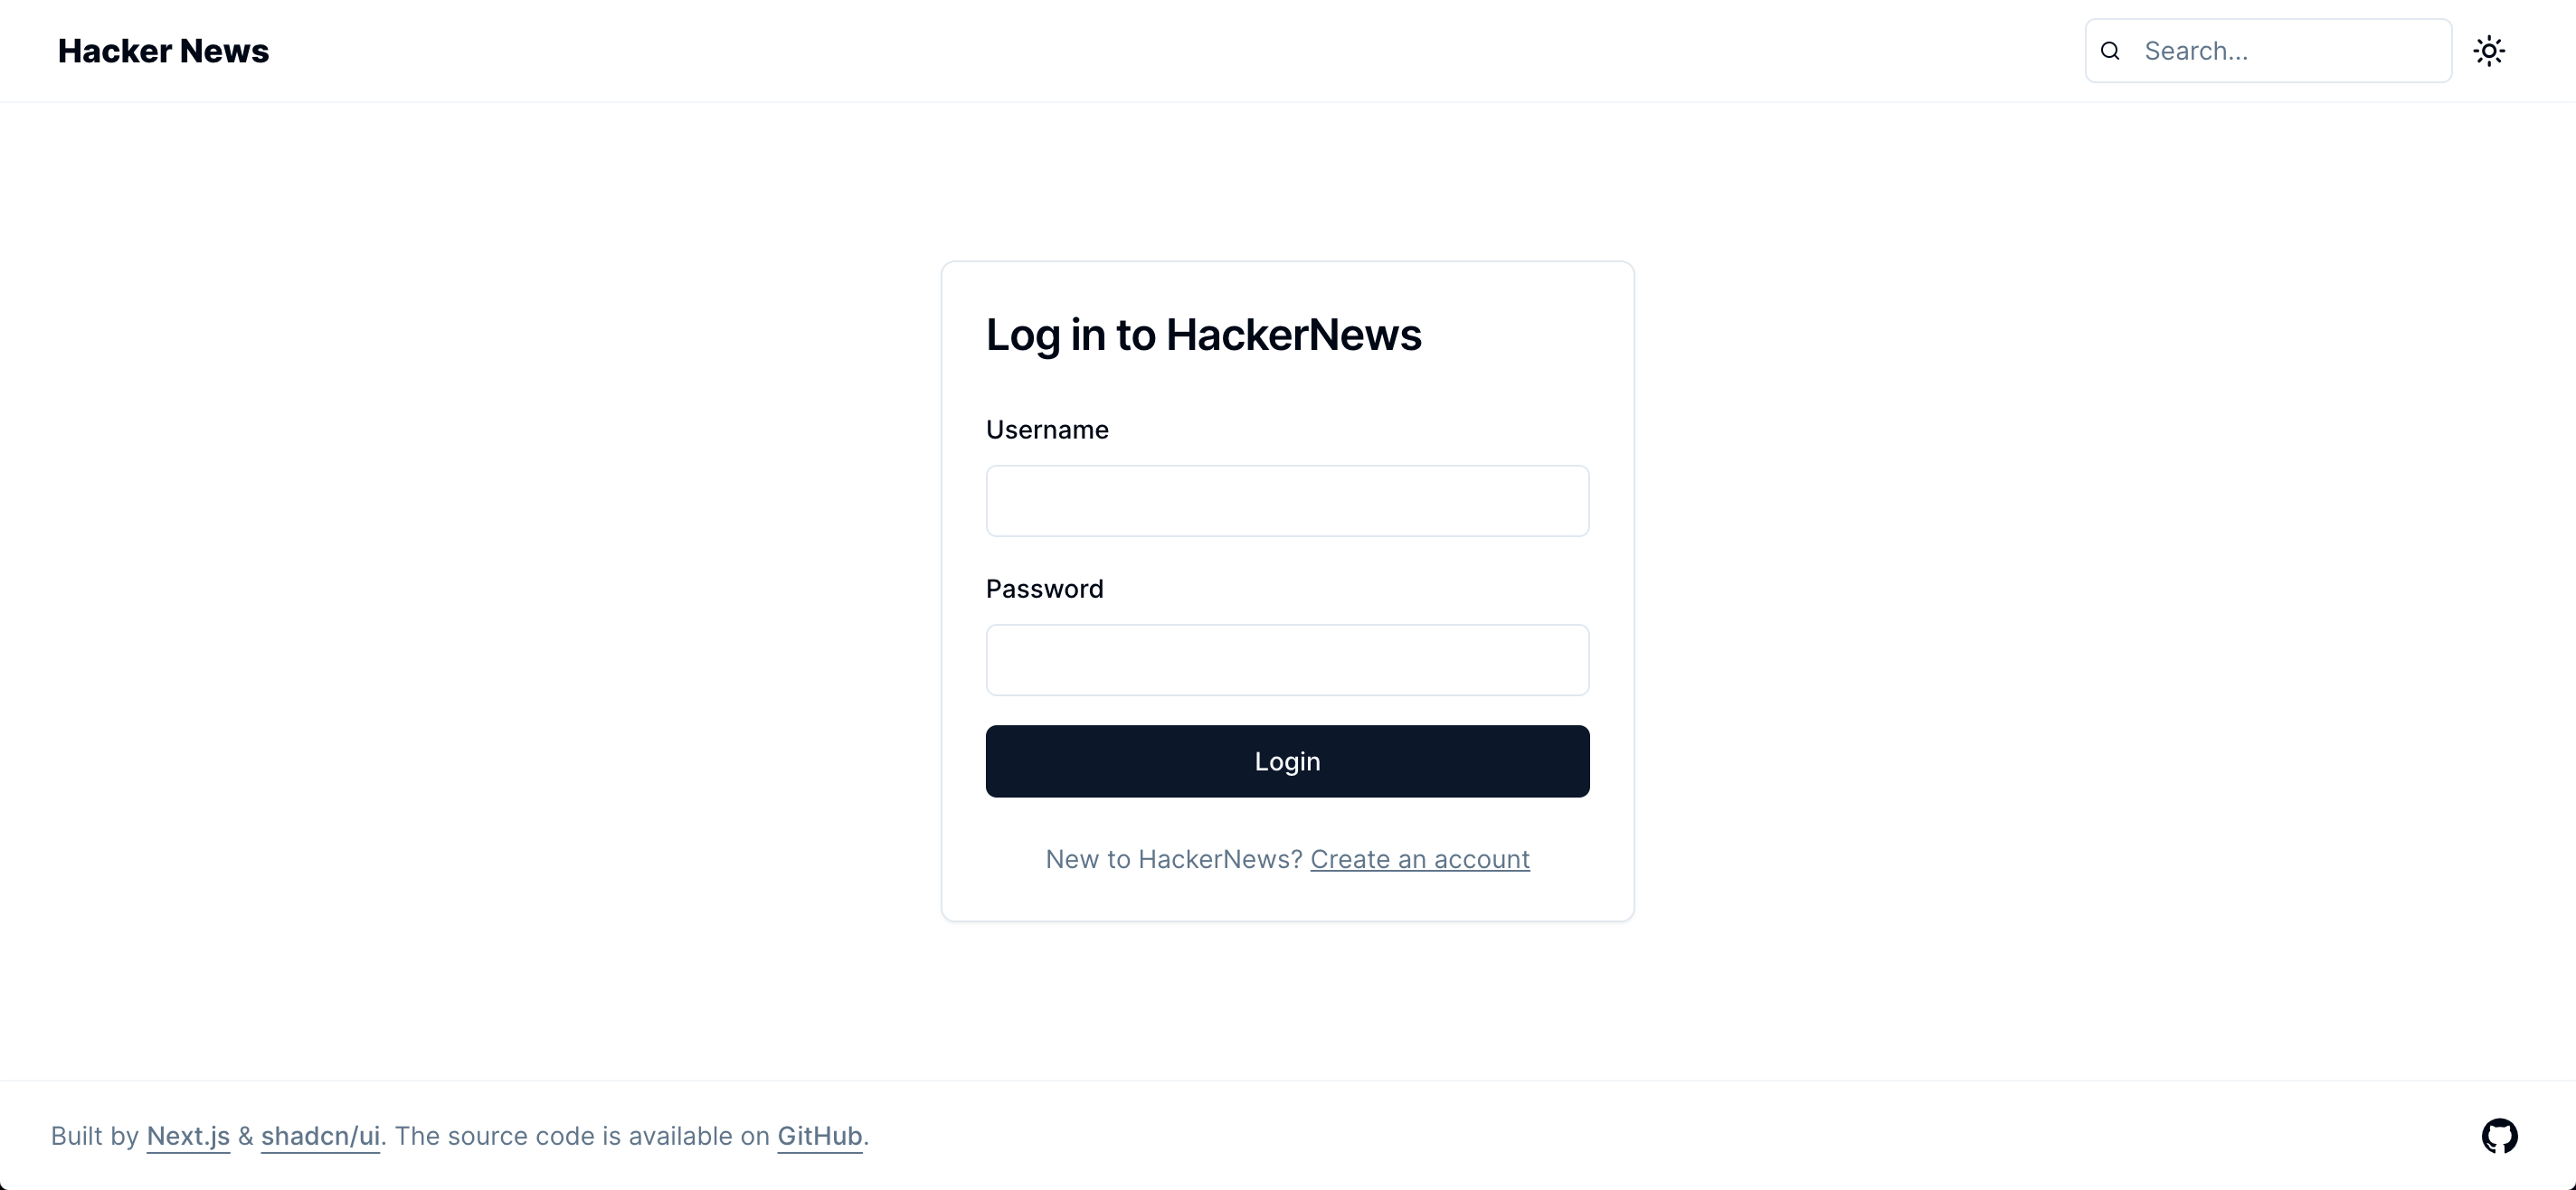 Hacker News
Search...
Log in to HackerNews
Username
Password
Login
New to HackerNews? Create an account
Built by Next.js & shadcn/ui. The source code is available on GitHub.